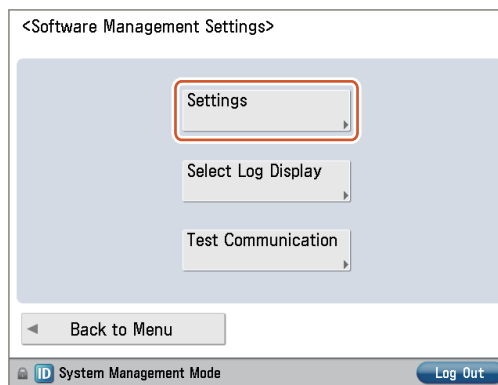 <Software Management Settings>
Settings
Select Log Display
Test Communication
Back to Menu
ID System Management Mode
Log Out